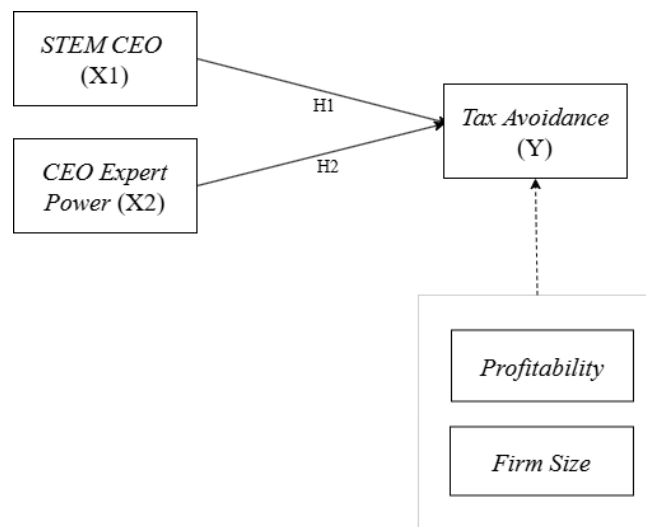 STEM CEO
(X1)
H1
Tax Avoidance
(Y)
CEO Expert
Power (X2)
H2
Profitability
Firm Size